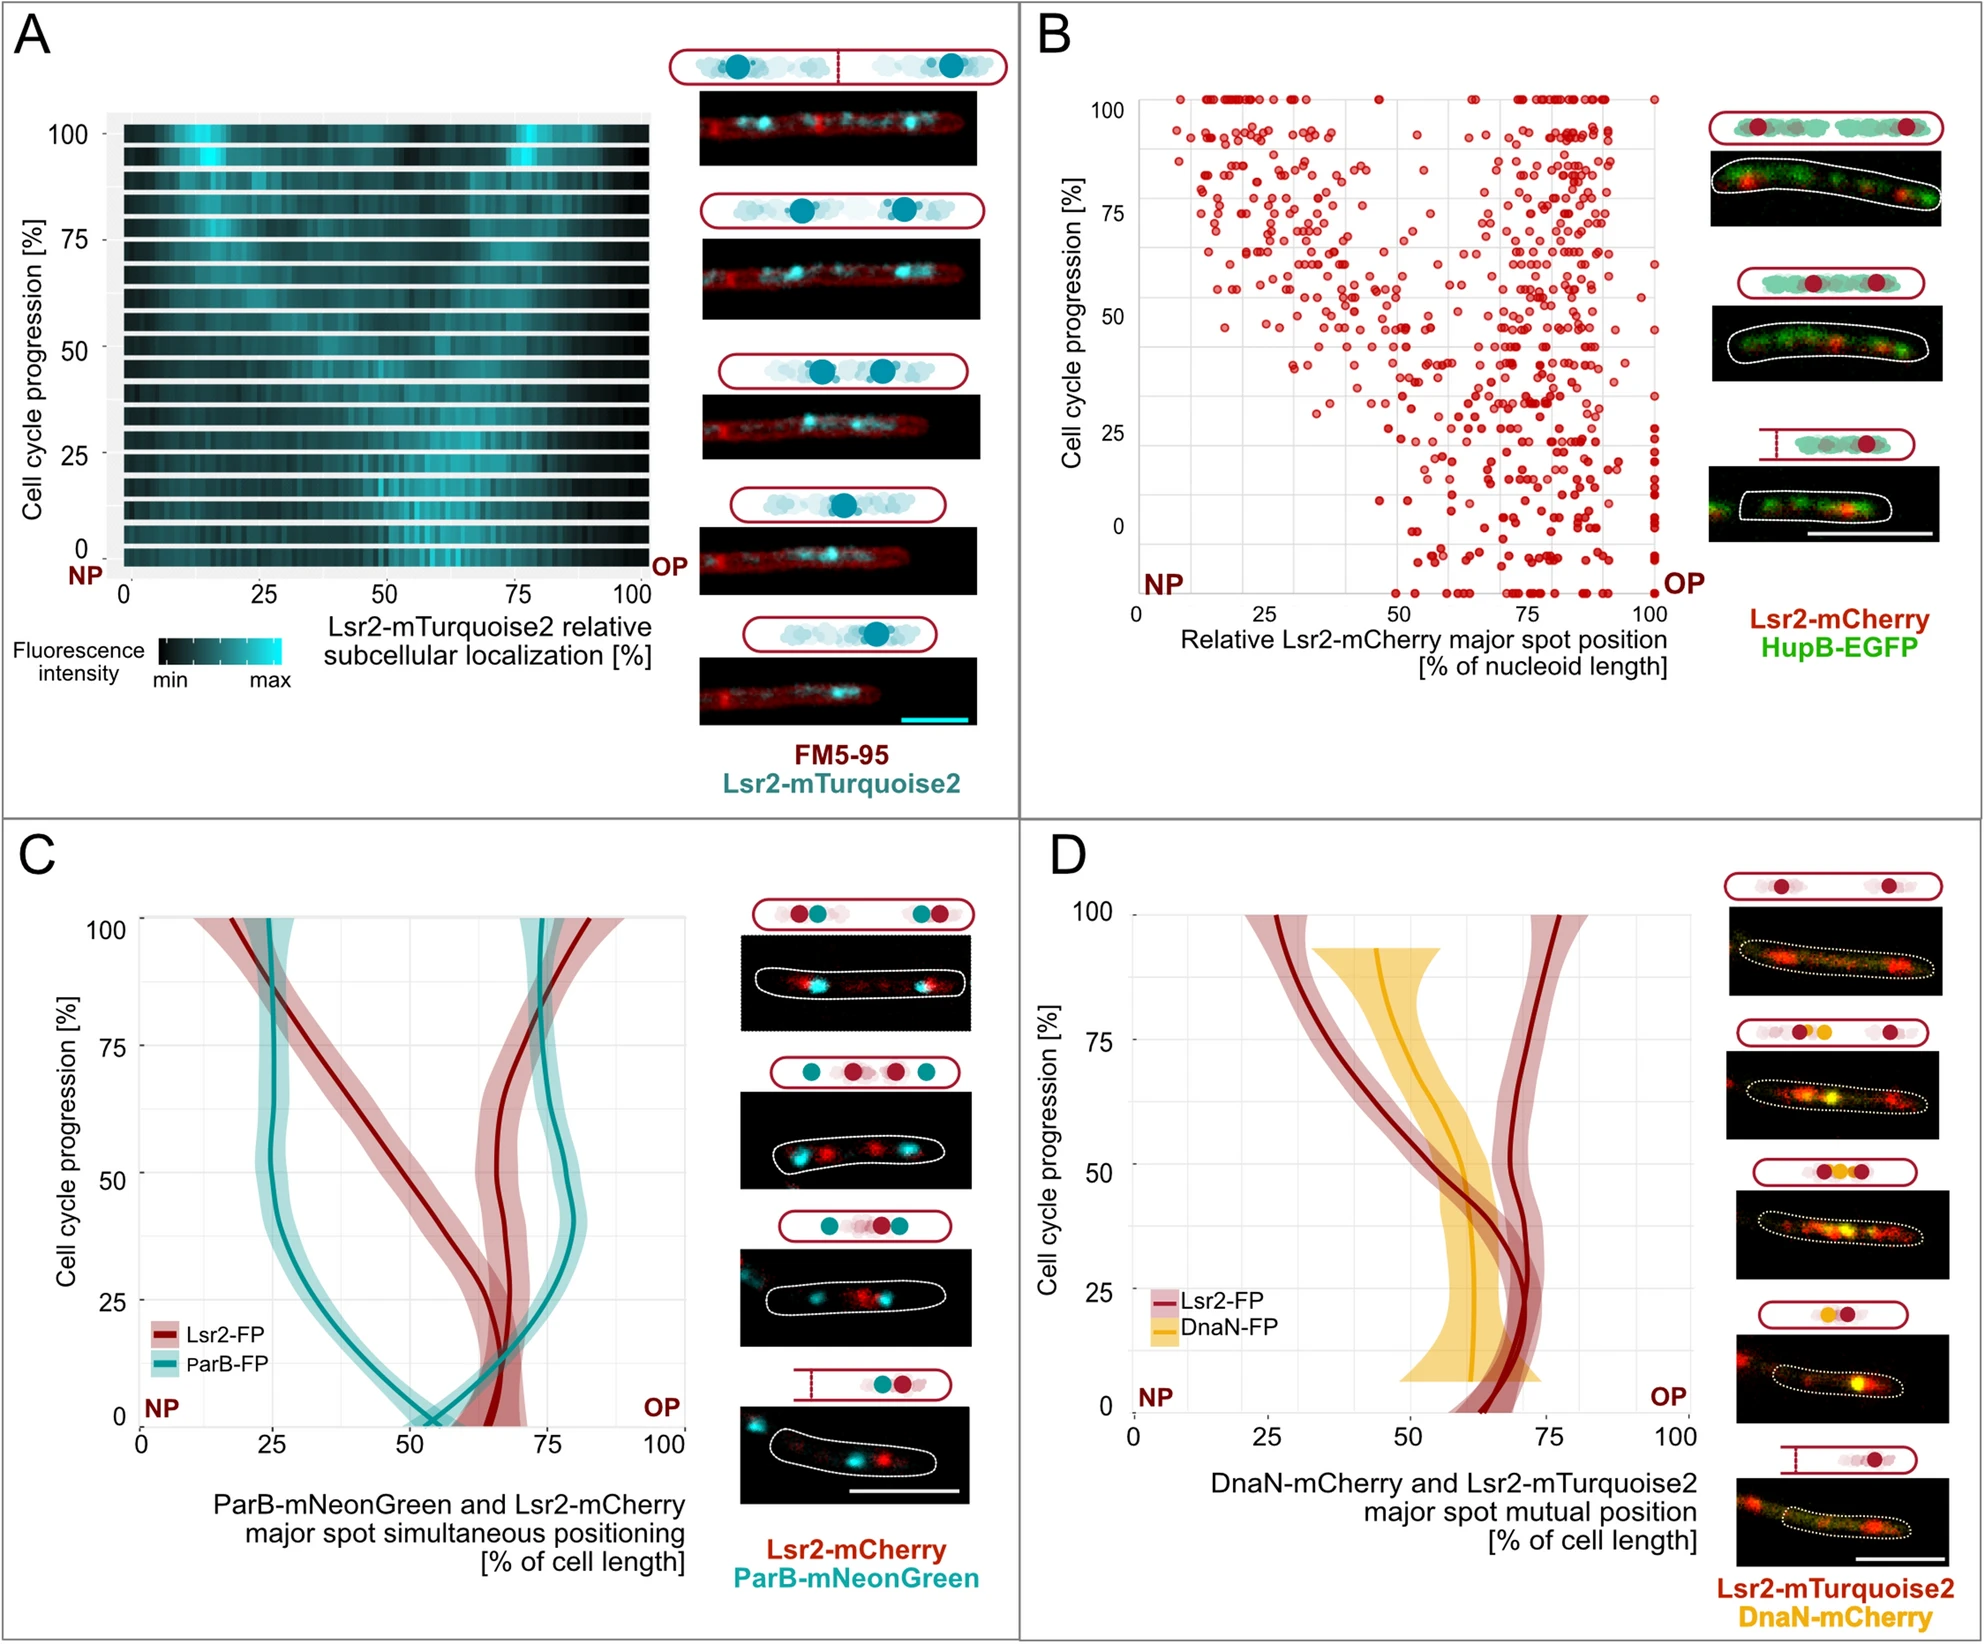 A
Cell cycle progression [%]
100
75
50
25
0
NP
OP
0 25 50 75 100
Lsr2-mTurquoise2 relative
subcellular localization [%]
Fluorescence
intensity
min max
FM5-95
Lsr2-mTurquoise2
B
Cell cycle progression [%]
100
75
50
25
0
NP OP
0 25 50 75 100
Relative Lsr2-mCherry major spot position
[% of nucleoid length]
Lsr2-mCherry
HupB-EGFP
C
Cell cycle progression [%]
100
75
50
25
0
Lsr2-FP
ParB-FP
NP OP
0 25 50 75 100
ParB-mNeonGreen and Lsr2-mCherry
major spot simultaneous positioning
[% of cell length]
Lsr2-mCherry
ParB-mNeonGreen
D
Cell cycle progression [%]
100
75
50
25
0
Lsr2-FP
DnaN-FP
NP OP
0 25 50 75 100
DnaN-mCherry and Lsr2-mTurquoise2
major spot mutual position
[% of cell length]
Lsr2-mTurquoise2
DnaN-mCherry